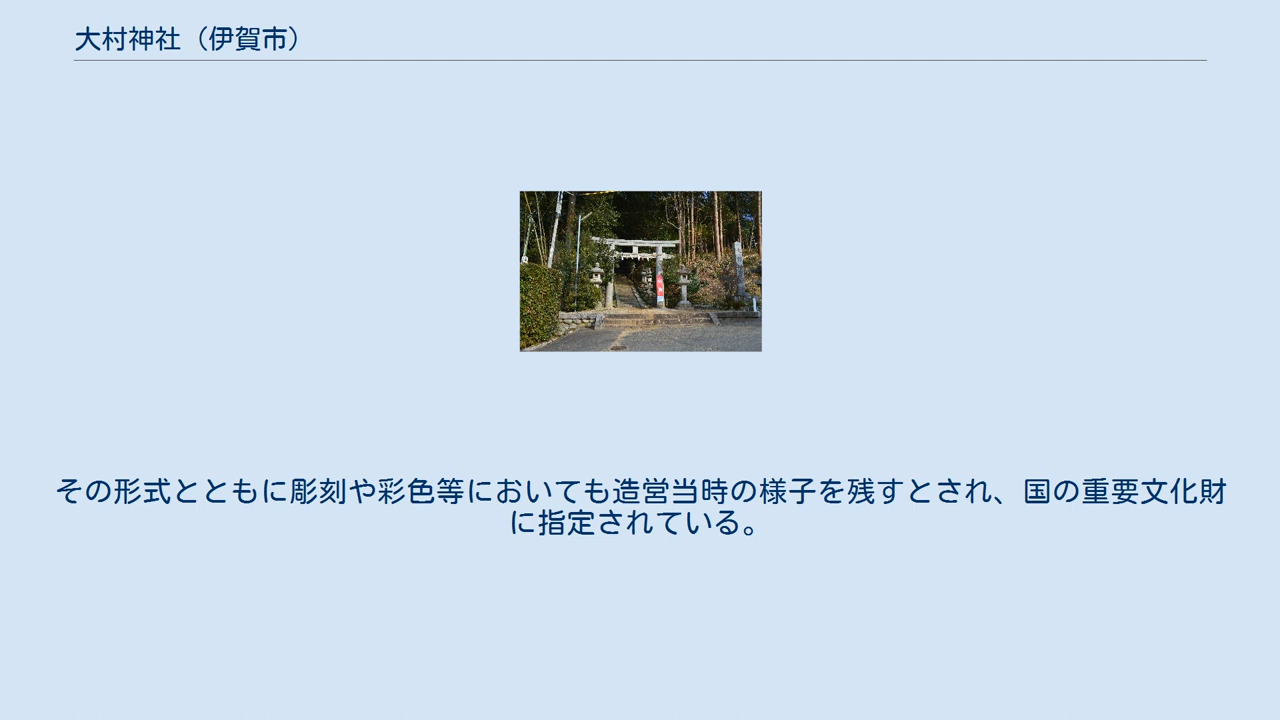 大村神社（伊賀市）
その形式とともに彫刻や彩色等においても造営当時の様子を残すとされ、国の重要文化財
に指定されている。